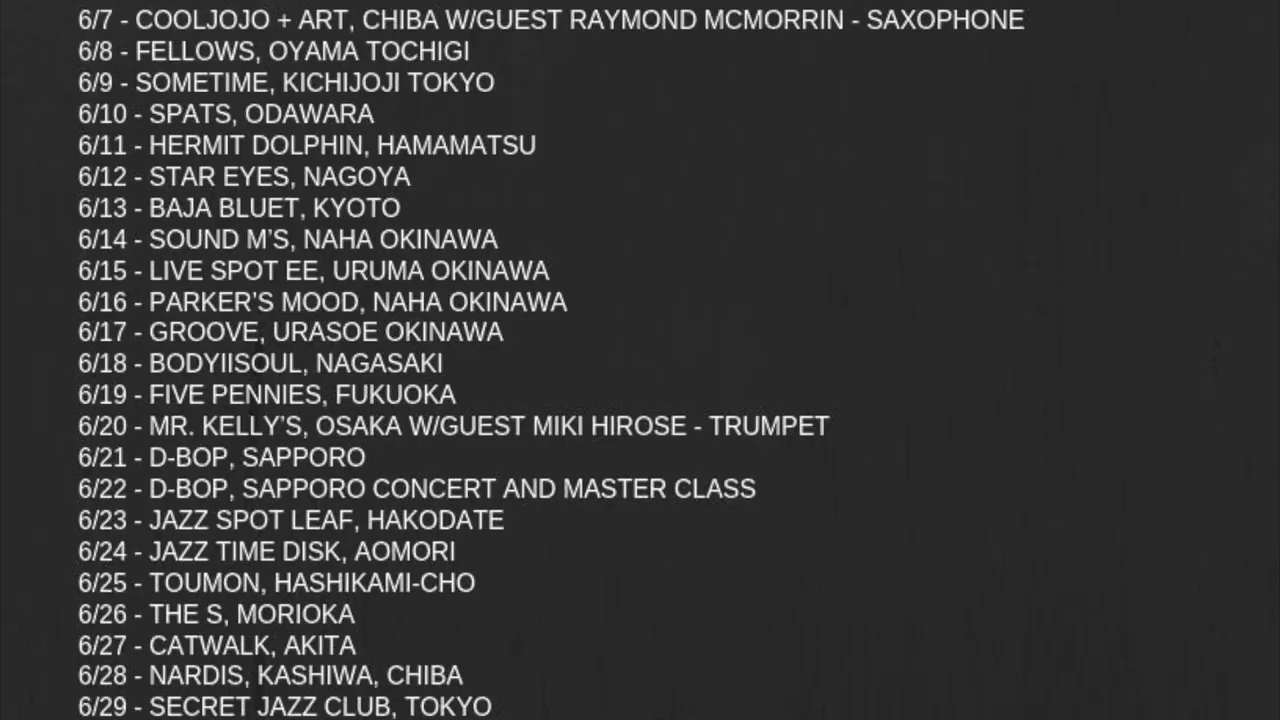 6/7 - COOLJOJO + ART, CHIBA W/GUEST RAYMOND MCMORRIN - SAXOPHONE
6/8 - FELLOWS, OYAMA TOCHIGI
6/9 - SOMETIME, KICHIJOJI TOKYO
6/10 - SPATS, ODAWARA
6/11 - HERMIT DOLPHIN, HAMAMATSU
6/12 - STAR EYES, NAGOYA
6/13 - BAJA BLUET, KYOTO
6/14 - SOUND M'S, NAHA OKINAWA
6/15 - LIVE SPOT EE, URUMA OKINAWA
6/16 - PARKER'S MOOD, NAHA OKINAWA
6/17 - GROOVE, URASOE OKINAWA
6/18 - BODYIISOUL, NAGASAKI
6/19 - FIVE PENNIES, FUKUOKA
6/20 - MR. KELLY'S, OSAKA W/GUEST MIKI HIROSE - TRUMPET
6/21 - D-BOP, SAPPORO
6/22 - D-BOP, SAPPORO CONCERT AND MASTER CLASS
6/23 - JAZZ SPOT LEAF, HAKODATE
6/24 - JAZZ TIME DISK, AOMORI
6/25 - TOUMON, HASHIKAMI-CHO
6/26 - THE S, MORIOKA
6/27 - CATWALK, AKITA
6/28 - NARDIS, KASHIWA, CHIBA
6/29 - SECRET JAZZ CLUB, TOKYO